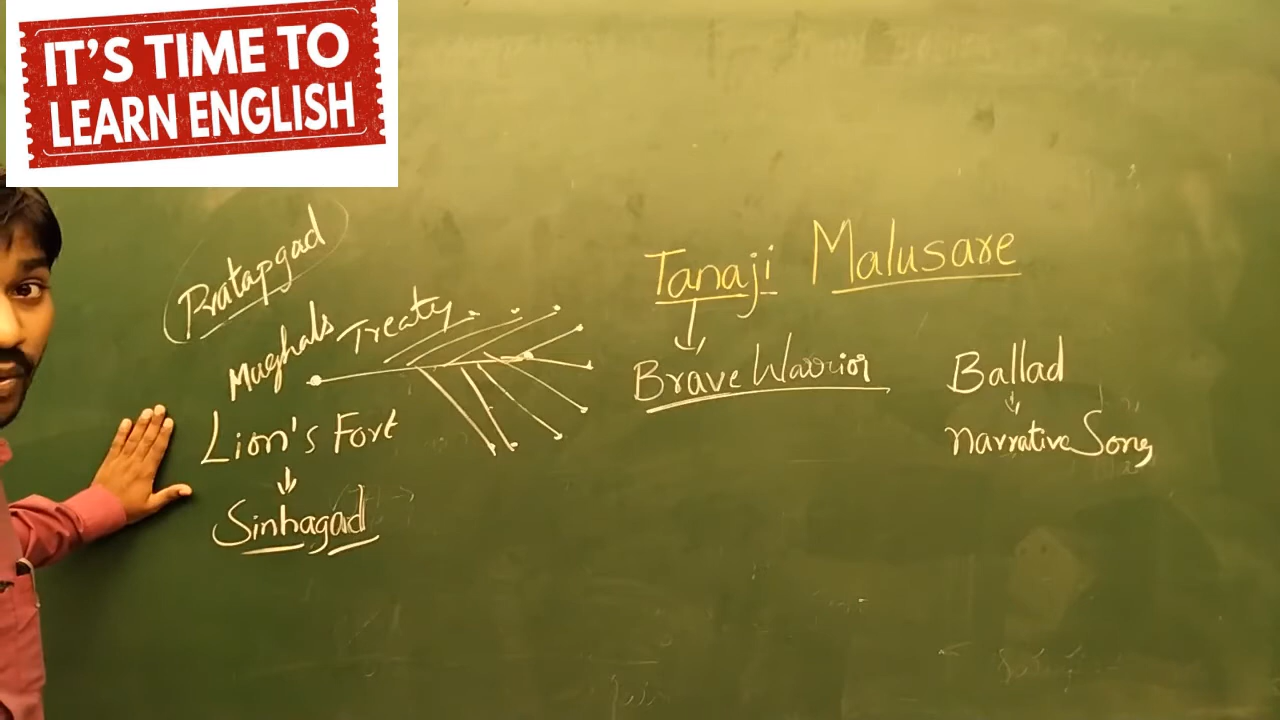 IT'S TIME TO
LEARN ENGLISH
Pratapgad
Mughals Treaty
Lion's Fort
Sinhagad
Tanaji Malusare
Brave Warrior
Ballad
narrative Song